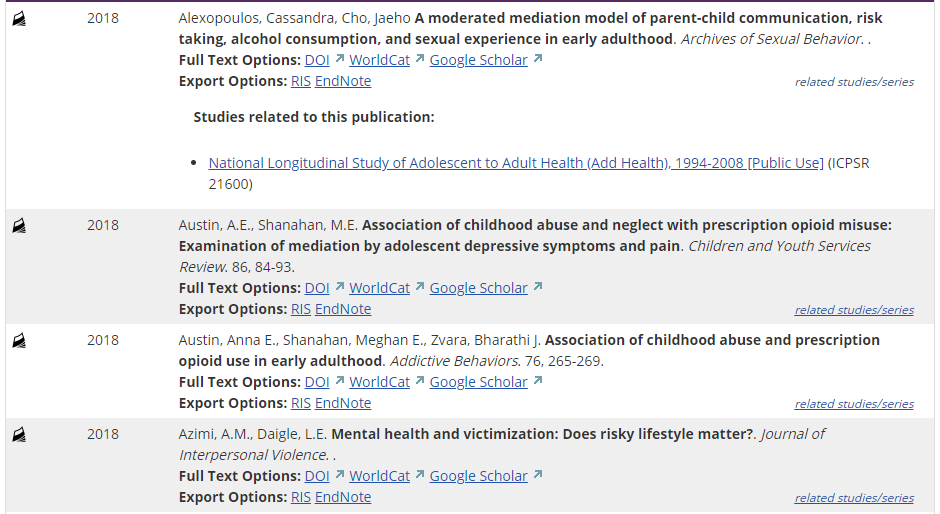 2018 Alexopoulos, Cassandra, Cho, Jaeho A moderated mediation model of parent-child communication, risk
taking, alcohol consumption, and sexual experience in early adulthood. Archives of Sexual Behavior. .
Full Text Options: DOI WorldCat Google Scholar
Export Options: RIS EndNote related studies/series
Studies related to this publication:
• National Longitudinal Study of Adolescent to Adult Health (Add Health), 1994-2008 [Public Use] (ICPSR
21600)
2018 Austin, A.E., Shanahan, M.E. Association of childhood abuse and neglect with prescription opioid misuse:
Examination of mediation by adolescent depressive symptoms and pain. Children and Youth Services
Review. 86, 84-93.
Full Text Options: DOI WorldCat Google Scholar
Export Options: RIS EndNote related studies/series
2018 Austin, Anna E., Shanahan, Meghan E., Zvara, Bharathi J. Association of childhood abuse and prescription
opioid use in early adulthood. Addictive Behaviors. 76, 265-269.
Full Text Options: DOI WorldCat Google Scholar
Export Options: RIS EndNote related studies/series
2018 Azimi, A.M., Daigle, L.E. Mental health and victimization: Does risky lifestyle matter?. Journal of
Interpersonal Violence. .
Full Text Options: DOI WorldCat Google Scholar
Export Options: RIS EndNote related studies/series